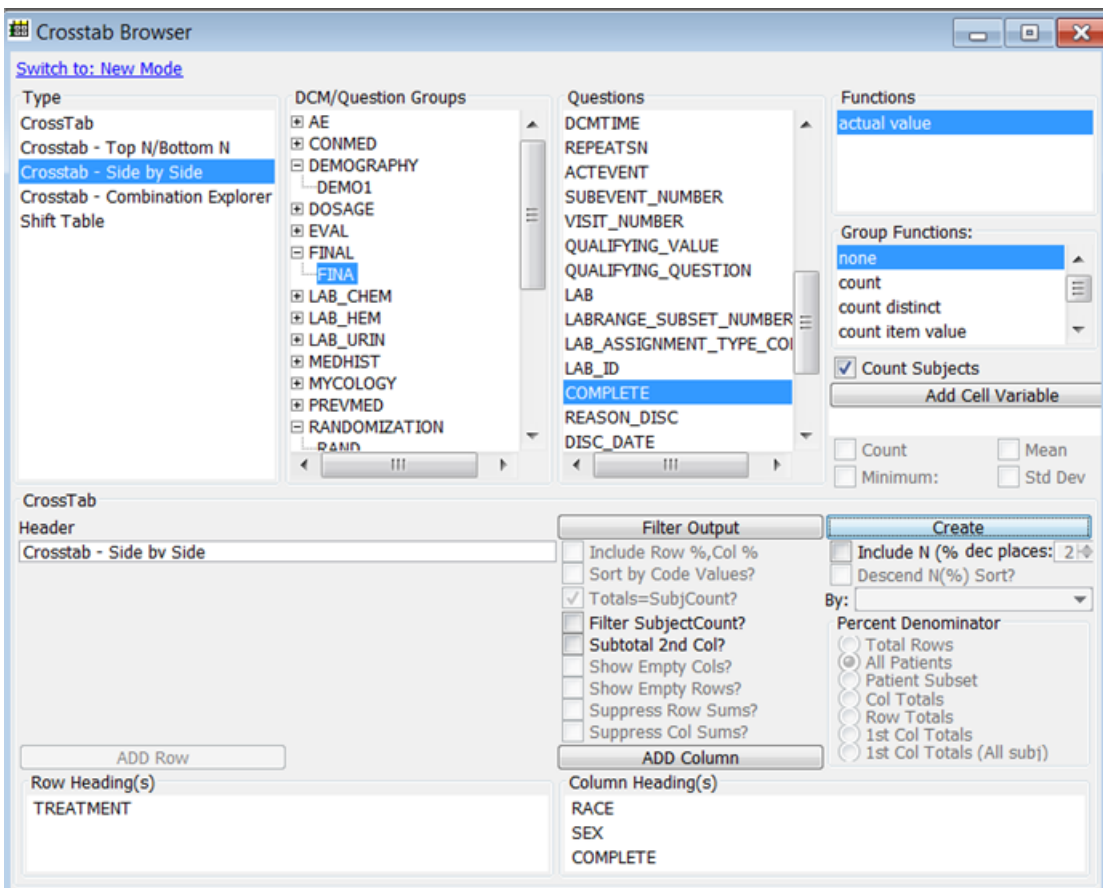 Crosstab Browser
Switch to: New Mode
Type
CrossTab
Crosstab - Top N/Bottom N
Crosstab - Side by Side
Crosstab - Combination Explorer
Shift Table
DCM/Question Groups
AE
CONMED
DEMOGRAPHY
DEMO1
DOSAGE
EVAL
FINAL
FINA
LAB_CHEM
LAB_HEM
LAB_URIN
MEDHIST
MYCOLOGY
PREVMED
RANDOMIZATION
RAND
Questions
DCMTIME
REPEATSN
ACTEVENT
SUBEVENT_NUMBER
VISIT_NUMBER
QUALIFYING_VALUE
QUALIFYING_QUESTION
LAB
LABRANGE_SUBSET_NUMBER
LAB_ASSIGNMENT_TYPE_COI
LAB_ID
COMPLETE
REASON_DISC
DISC_DATE
Functions
actual value
Group Functions:
none
count
count distinct
count item value
Count Subjects
Add Cell Variable
Count
Mean
Minimum:
Std Dev
CrossTab
Header
Crosstab - Side by Side
ADD Row
Filter Output
Include Row %,Col %
Sort by Code Values?
Totals=SubjCount?
Filter SubjectCount?
Subtotal 2nd Col?
Show Empty Cols?
Show Empty Rows?
Suppress Row Sums?
Suppress Col Sums?
ADD Column
Create
Include N (% dec places: 2
Descend N(%) Sort?
By:
Percent Denominator
Total Rows
All Patients
Patient Subset
Col Totals
Row Totals
1st Col Totals
1st Col Totals (All subj)
Row Heading(s)
TREATMENT
Column Heading(s)
RACE
SEX
COMPLETE